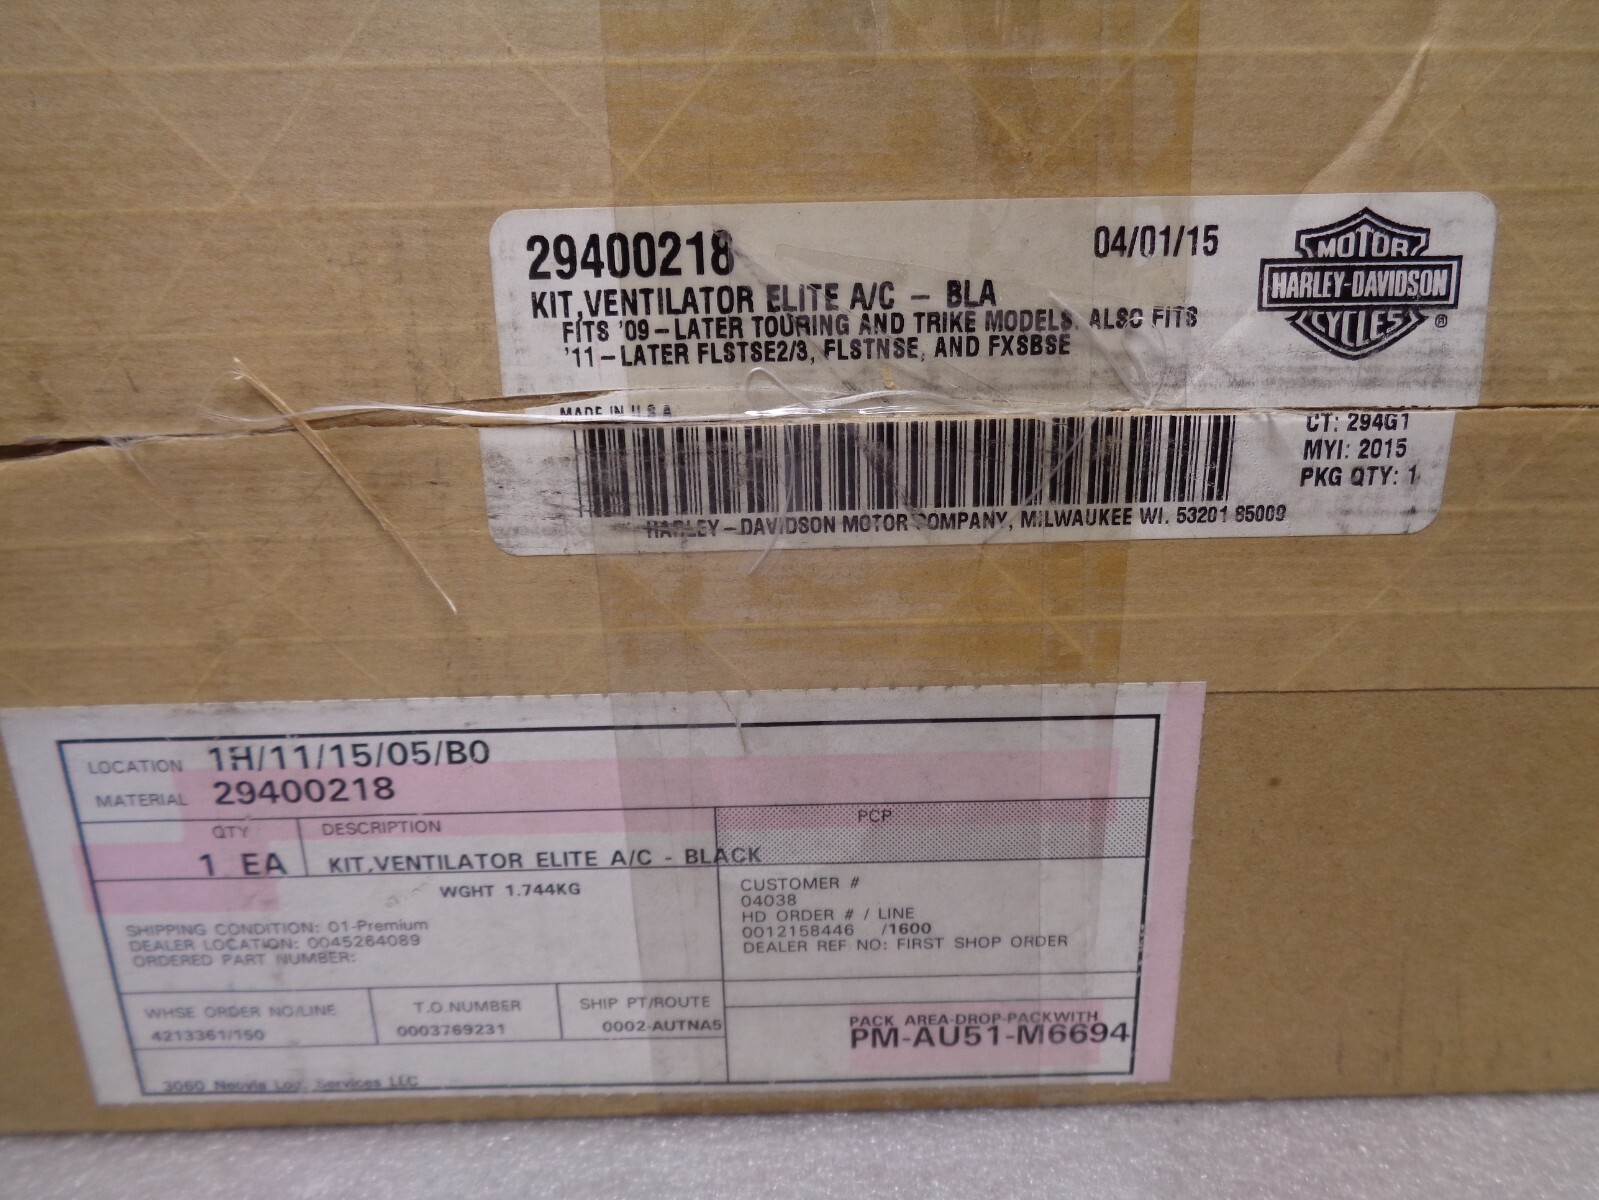 29400218
04/01/15
KIT,VENTILATOR ELITE A/C - BLA
FITS '09-LATER TOURING AND TRIKE MODELS. ALSO FITS
'11-LATER FLSTSE2/3, FLSTNSE, AND FXSBSE
MOTOR
HARLEY-DAVIDSON
CYCLES ®
MADE IN U.S.A
CT: 294G1
MYI: 2015
PKG QTY: 1
HARLEY-DAVIDSON MOTOR COMPANY, MILWAUKEE WI. 53201 85009
LOCATION 1H/11/15/05/B0
MATERIAL 29400218
QTY DESCRIPTION PCP
1 EA KIT,VENTILATOR ELITE A/C - BLACK
WGHT 1.744KG
SHIPPING CONDITION: 01-Premium
DEALER LOCATION: 0045264089
ORDERED PART NUMBER:
CUSTOMER #
04038
HD ORDER # / LINE
0012158446 /1600
DEALER REF NO: FIRST SHOP ORDER
WHSE ORDER NO/LINE T.O.NUMBER SHIP PT/ROUTE
4213361/150 0003769231 0002-AUTNA5
PACK AREA-DROP-PACKWITH
PM-AU51-M6694
3060 Neovia Log. Services LLC